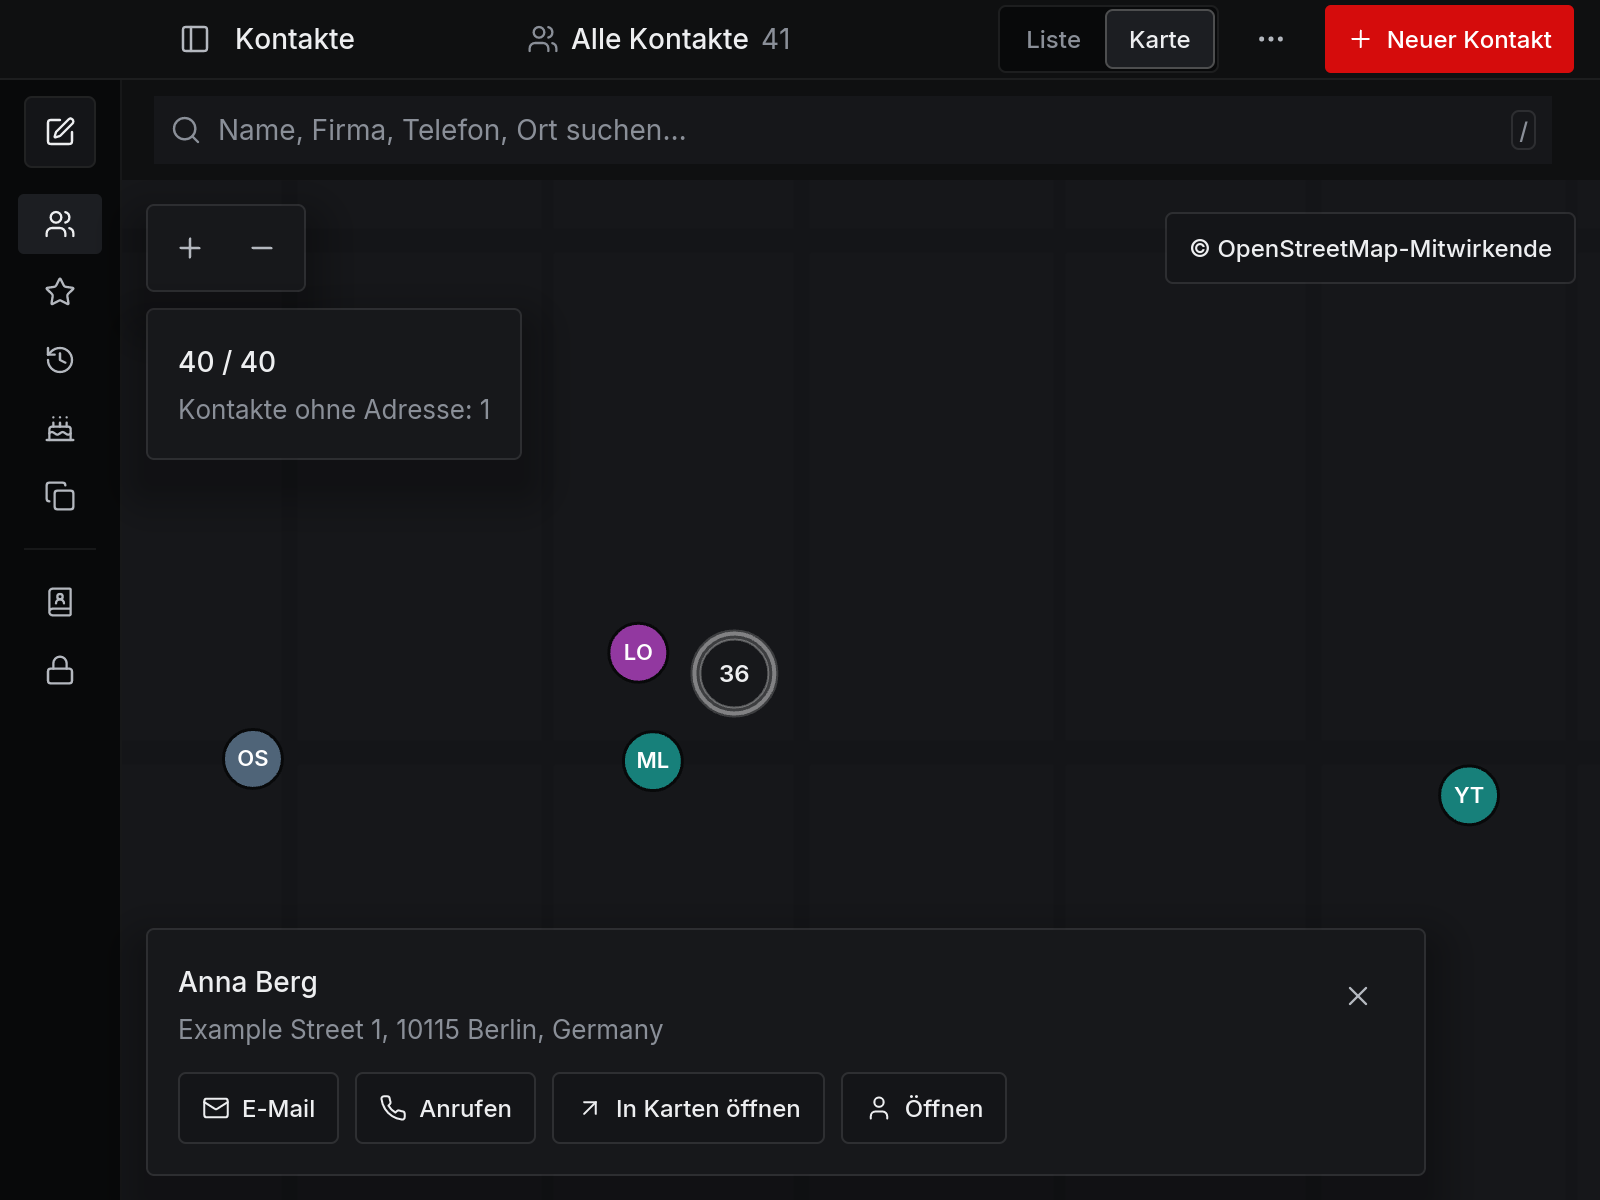 Kontakte
Alle Kontakte 41
Liste
Karte
Neuer Kontakt
Name, Firma, Telefon, Ort suchen...
/
© OpenStreetMap-Mitwirkende
40 / 40
Kontakte ohne Adresse: 1
LO
36
OS
ML
YT
Anna Berg
Example Street 1, 10115 Berlin, Germany
E-Mail
Anrufen
In Karten öffnen
Öffnen